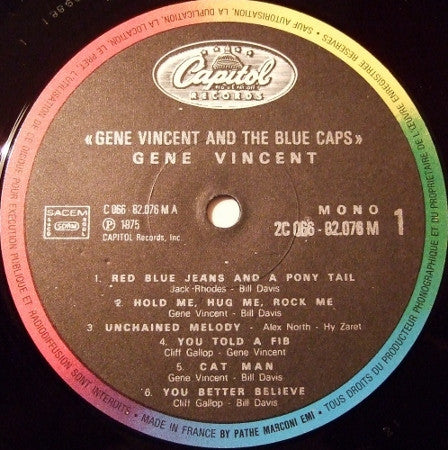 Capitol
RECORDS
«GENE VINCENT AND THE BLUE CAPS»
GENE VINCENT
C 066 - 82.076 M A
℗ 1975
CAPITOL Records, Inc.
SACEM
MONO
2C 066 - 82.076 M
1
1. RED BLUE JEANS AND A PONY TAIL
Jack-Rhodes - Bill Davis
2. HOLD ME, HUG ME, ROCK ME
Gene Vincent - Bill Davis
3. UNCHAINED MELODY - Alex North - Hy Zaret
4. YOU TOLD A FIB
Cliff Gallop - Gene Vincent
5. CAT MAN
Gene Vincent - Bill Davis
6. YOU BETTER BELIEVE
Cliff Gallop - Bill Davis
TOUS DROITS DU PRODUCTEUR PHONOGRAPHIQUE ET DU PROPRIETAIRE DE L'ŒUVRE ENREGISTREE RESERVES • SAUF AUTORISATION, LA DUPLICATION, LA LOCATION, LE PRET, L'UTILISATION DE CE DISQUE POUR EXECUTION PUBLIQUE ET RADIODIFFUSION SONT INTERDITS • MADE IN FRANCE BY PATHE MARCONI EMI •